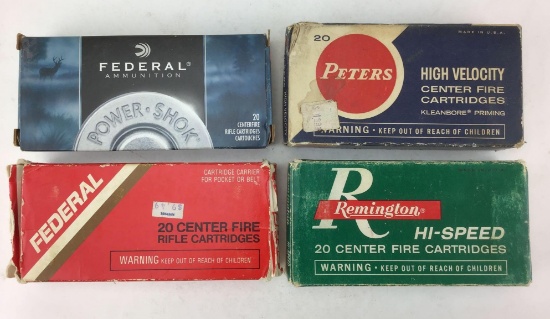 FEDERAL
AMMUNITION
POWER·SHOK
20
CENTERFIRE
RIFLE CARTRIDGES
CARTOUCHES
20
MADE IN U.S.A.
PETERS
HIGH VELOCITY
CENTER FIRE
CARTRIDGES
KLEANBORE® PRIMING
WARNING • KEEP OUT OF REACH OF CHILDREN
FEDERAL
CARTRIDGE CARRIER
FOR POCKET OR BELT
20 CENTER FIRE
RIFLE CARTRIDGES
WARNING KEEP OUT OF REACH OF CHILDREN
R
Remington®
HI-SPEED
20 CENTER FIRE CARTRIDGES
WARNING • KEEP OUT OF REACH OF CHILDREN